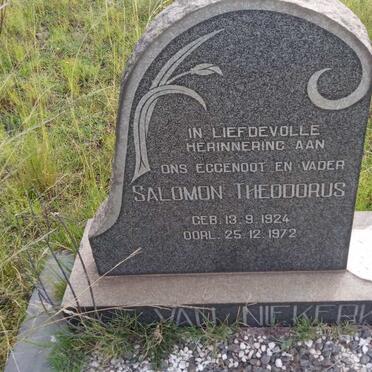 IN LIEFDEVOLLE
HERINNERING AAN
ONS EGGENOOT EN VADER
SALOMON THEODORUS
GEB. 13.9.1924
OORL. 25.12.1972
VAN NIEKERK